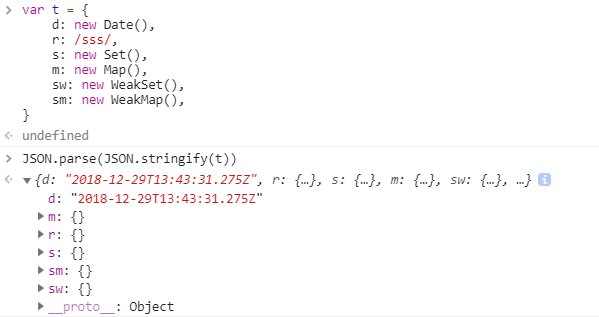 var t = {
d: new Date(),
r: /sss/,
s: new Set(),
m: new Map(),
sw: new WeakSet(),
sm: new WeakMap(),
}
undefined
JSON.parse(JSON.stringify(t))
{d: "2018-12-29T13:43:31.275Z", r: {…}, s: {…}, m: {…}, sw: {…}, …} i
d: "2018-12-29T13:43:31.275Z"
m: {}
r: {}
s: {}
sm: {}
sw: {}
__proto__: Object